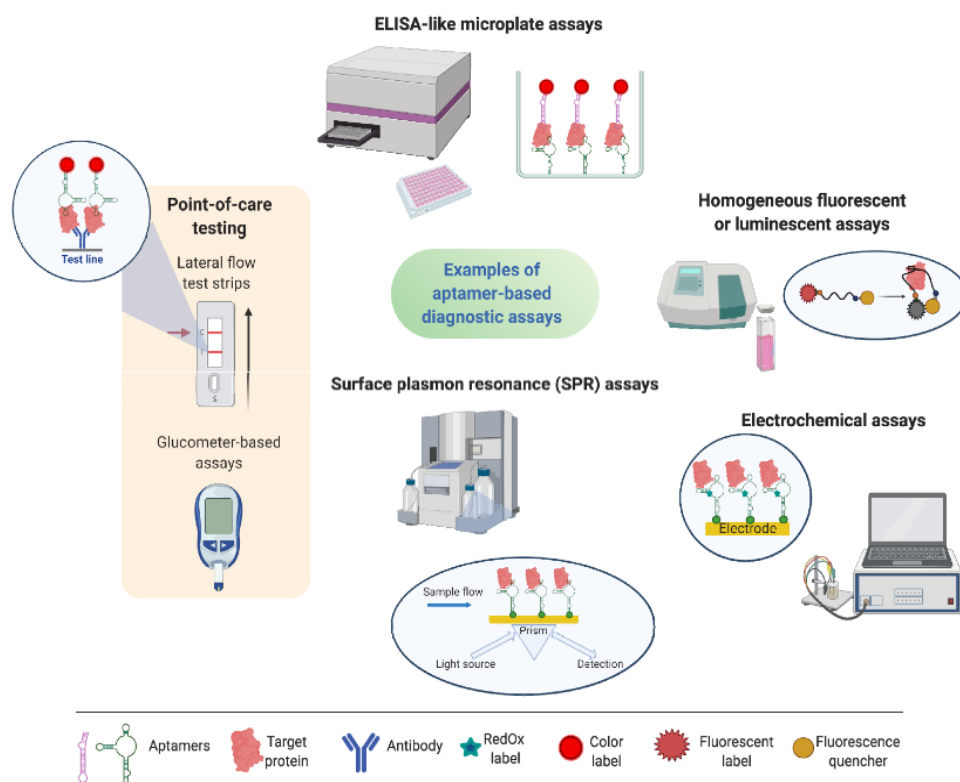 ELISA-like microplate assays
Point-of-care
testing
Lateral flow
test strips
Test line
C
T
S
Glucometer-based
assays
Examples of
aptamer-based
diagnostic assays
Homogeneous fluorescent
or luminescent assays
Surface plasmon resonance (SPR) assays
Sample flow
Prism
Light source
Detection
Electrochemical assays
Electrode
Aptamers
Target
protein
Antibody
RedOx
label
Color
label
Fluorescent
label
Fluorescence
quencher